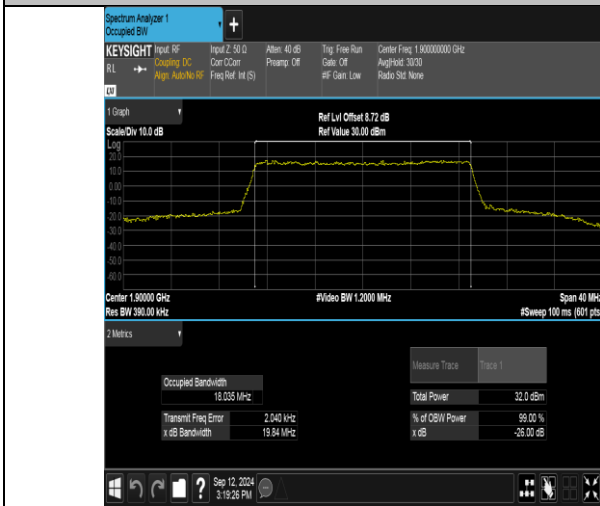 Spectrum Analyzer 1
Occupied BW
+
KEYSIGHT Input: RF Input Z: 50 Ω Atten: 40 dB Trig: Free Run Center Freq: 1.900000000 GHz
RL Coupling: DC Corr CCorr Preamp: Off Gate: Off Avg|Hold: 30/30
Align: Auto/No RF Freq Ref: Int (S) #IF Gain: Low Radio Std: None
1 Graph
Ref Lvl Offset 8.72 dB
Scale/Div 10.0 dB Ref Value 30.00 dBm
Log
20.0
10.0
0.00
-10.0
-20.0
-30.0
-40.0
-50.0
-60.0
Center 1.90000 GHz #Video BW 1.2000 MHz Span 40 MHz
Res BW 390.00 kHz #Sweep 100 ms (601 pts
2 Metrics
Measure Trace Trace 1
Occupied Bandwidth
18.035 MHz Total Power 32.0 dBm
Transmit Freq Error 2.040 kHz % of OBW Power 99.00 %
x dB Bandwidth 19.84 MHz x dB -26.00 dB
? Sep 12, 2024
3:19:26 PM